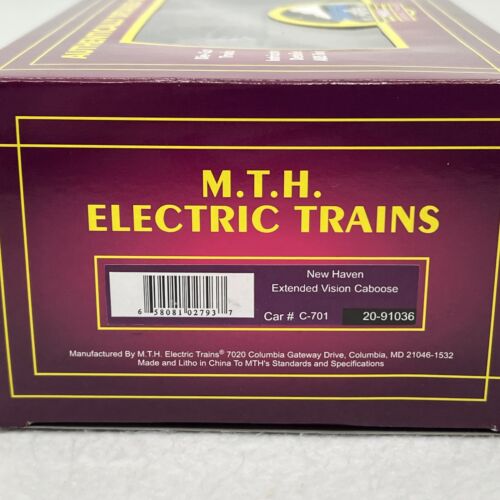 M.T.H.
ELECTRIC TRAINS
New Haven
Extended Vision Caboose
6 58081 02793 7
Car # C-701 20-91036
Manufactured By M.T.H. Electric Trains® 7020 Columbia Gateway Drive, Columbia, MD 21046-1532
Made and Litho in China To MTH's Standards and Specifications